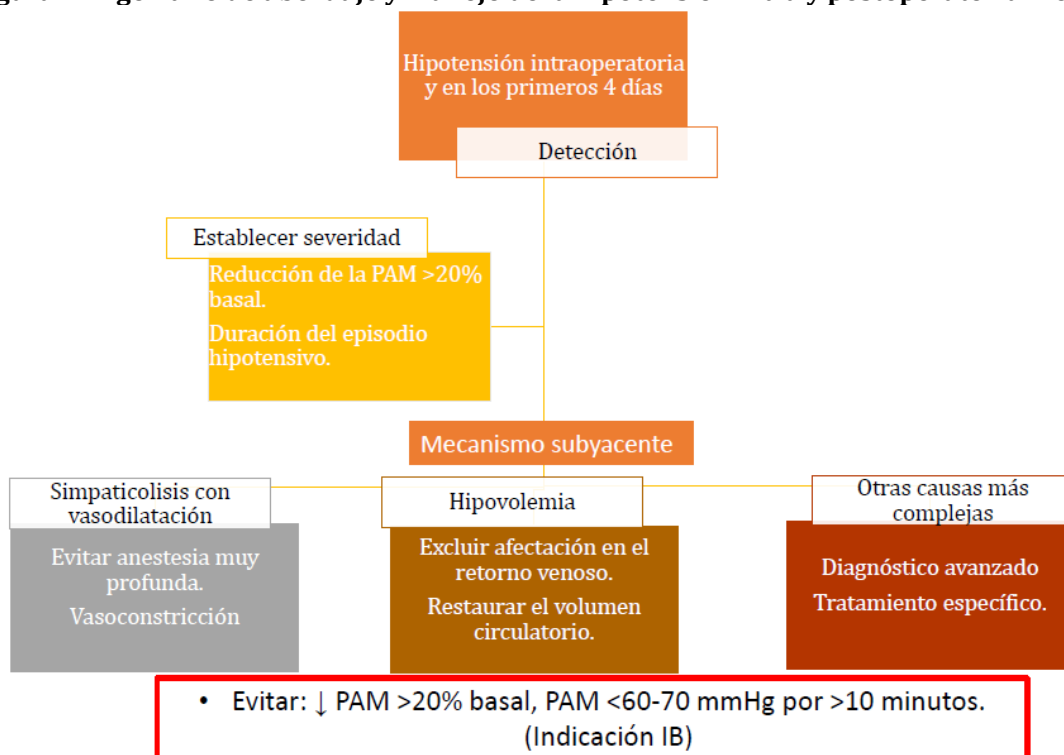 Hipotensión intraoperatoria
y en los primeros 4 días
Detección
Establecer severidad
Reducción de la PAM >20%
basal.
Duración del episodio
hipotensivo.
Mecanismo subyacente
Simpaticolisis con
vasodilatación
Evitar anestesia muy
profunda.
Vasoconstricción
Hipovolemia
Excluir afectación en el
retorno venoso.
Restaurar el volumen
circulatorio.
Otras causas más
complejas
Diagnóstico avanzado
Tratamiento específico.
• Evitar: ↓ PAM >20% basal, PAM <60-70 mmHg por >10 minutos.
(Indicación IB)